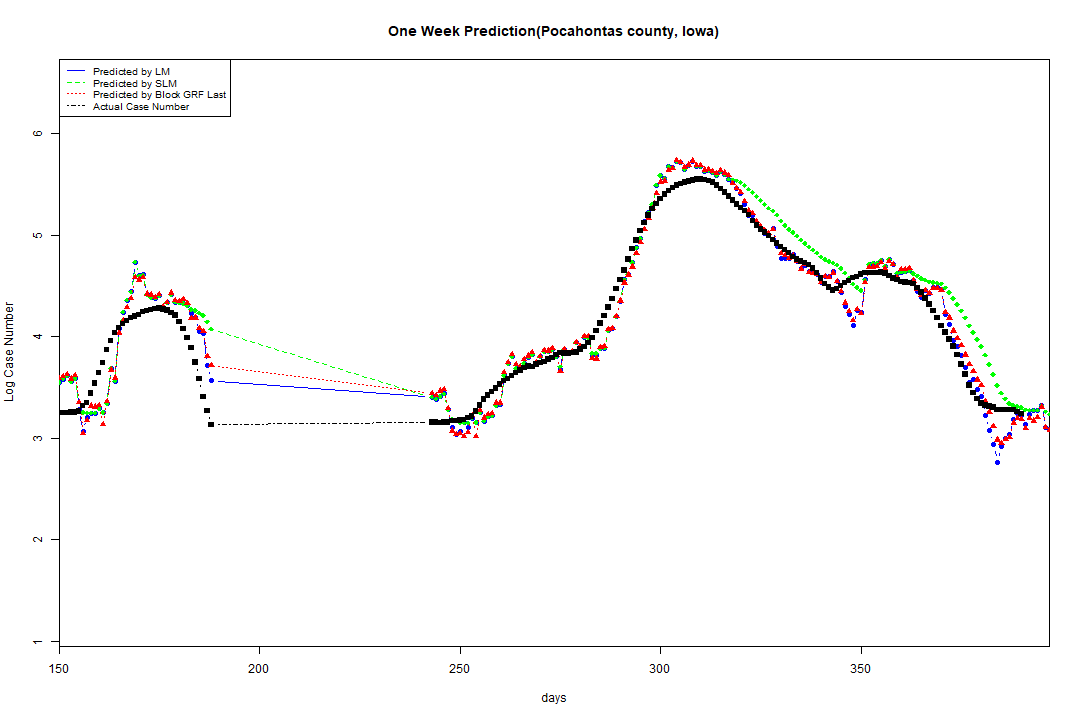 One Week Prediction(Pocahontas county, Iowa)
Predicted by LM
Predicted by SLM
Predicted by Block GRF Last
Actual Case Number
Log Case Number
6
5
4
3
2
1
150 200 250 300 350
days